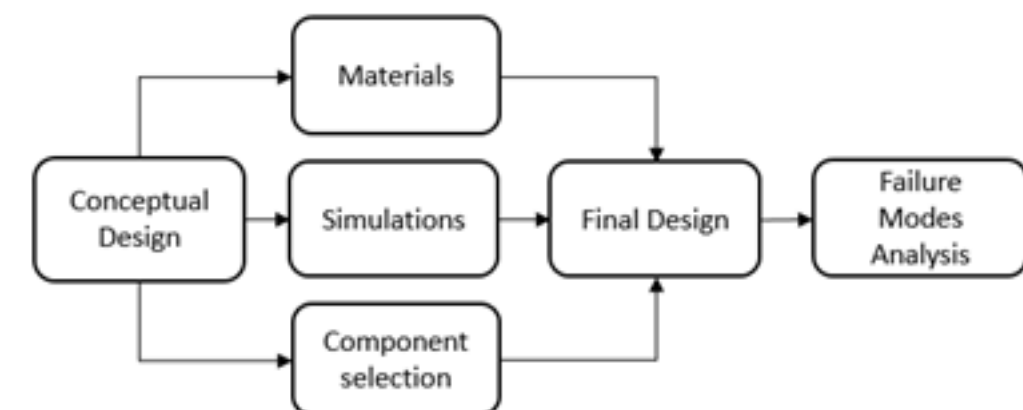 Materials
Conceptual
Design
Simulations
Final Design
Failure
Modes
Analysis
Component
selection